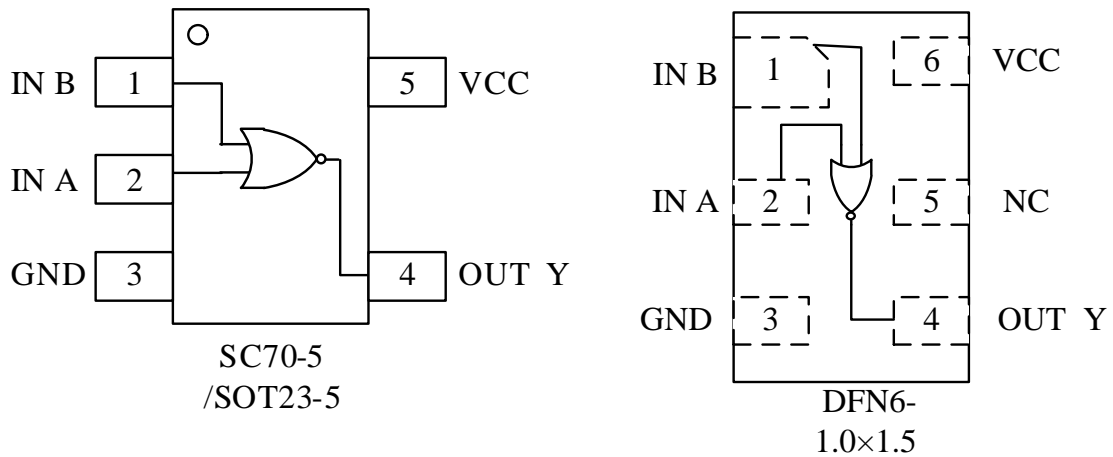 IN B 1 5 VCC
IN A 2
GND 3 4 OUT Y
SC70-5
/SOT23-5
IN B 1 6 VCC
IN A 2 5 NC
GND 3 4 OUT Y
DFN6-
1.0×1.5